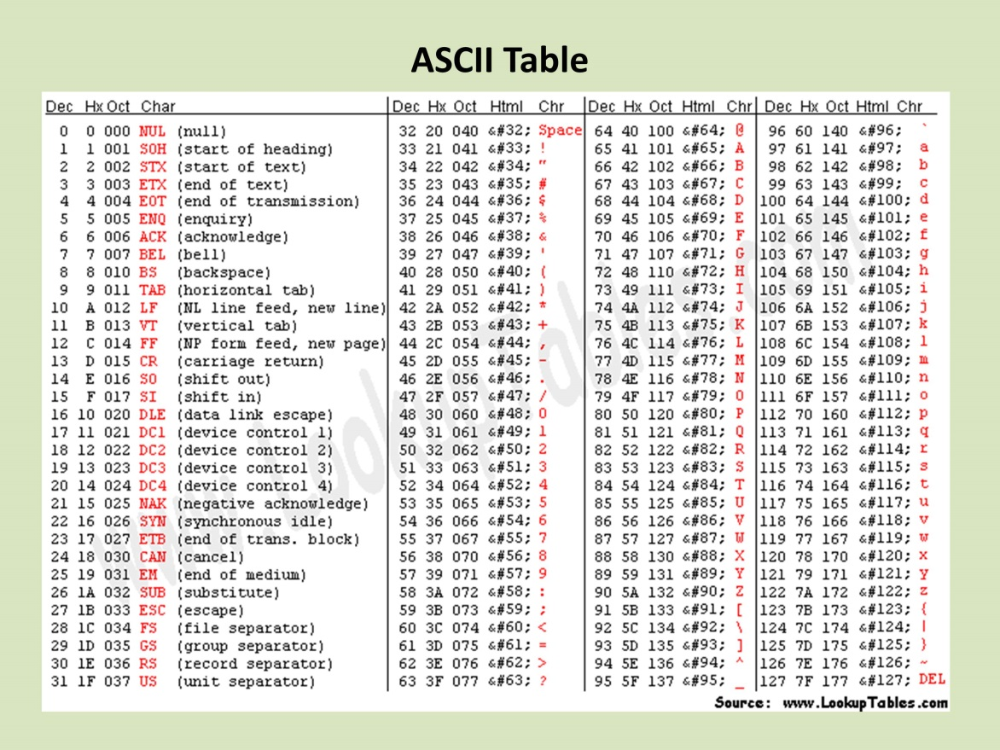 ASCII Table
Dec Hx Oct Char Dec Hx Oct Html Chr Dec Hx Oct Html Chr Dec Hx Oct Html Chr
0 0 000 NUL (null) 32 20 040 &#32; Space 64 40 100 &#64; @ 96 60 140 &#96; `
1 1 001 SOH (start of heading) 33 21 041 &#33; ! 65 41 101 &#65; A 97 61 141 &#97; a
2 2 002 STX (start of text) 34 22 042 &#34; " 66 42 102 &#66; B 98 62 142 &#98; b
3 3 003 ETX (end of text) 35 23 043 &#35; # 67 43 103 &#67; C 99 63 143 &#99; c
4 4 004 EOT (end of transmission) 36 24 044 &#36; $ 68 44 104 &#68; D 100 64 144 &#100; d
5 5 005 ENQ (enquiry) 37 25 045 &#37; % 69 45 105 &#69; E 101 65 145 &#101; e
6 6 006 ACK (acknowledge) 38 26 046 &#38; & 70 46 106 &#70; F 102 66 146 &#102; f
7 7 007 BEL (bell) 39 27 047 &#39; ' 71 47 107 &#71; G 103 67 147 &#103; g
8 8 010 BS (backspace) 40 28 050 &#40; ( 72 48 110 &#72; H 104 68 150 &#104; h
9 9 011 TAB (horizontal tab) 41 29 051 &#41; ) 73 49 111 &#73; I 105 69 151 &#105; i
10 A 012 LF (NL line feed, new line) 42 2A 052 &#42; * 74 4A 112 &#74; J 106 6A 152 &#106; j
11 B 013 VT (vertical tab) 43 2B 053 &#43; + 75 4B 113 &#75; K 107 6B 153 &#107; k
12 C 014 FF (NP form feed, new page) 44 2C 054 &#44; , 76 4C 114 &#76; L 108 6C 154 &#108; l
13 D 015 CR (carriage return) 45 2D 055 &#45; - 77 4D 115 &#77; M 109 6D 155 &#109; m
14 E 016 SO (shift out) 46 2E 056 &#46; . 78 4E 116 &#78; N 110 6E 156 &#110; n
15 F 017 SI (shift in) 47 2F 057 &#47; / 79 4F 117 &#79; O 111 6F 157 &#111; o
16 10 020 DLE (data link escape) 48 30 060 &#48; 0 80 50 120 &#80; P 112 70 160 &#112; p
17 11 021 DC1 (device control 1) 49 31 061 &#49; 1 81 51 121 &#81; Q 113 71 161 &#113; q
18 12 022 DC2 (device control 2) 50 32 062 &#50; 2 82 52 122 &#82; R 114 72 162 &#114; r
19 13 023 DC3 (device control 3) 51 33 063 &#51; 3 83 53 123 &#83; S 115 73 163 &#115; s
20 14 024 DC4 (device control 4) 52 34 064 &#52; 4 84 54 124 &#84; T 116 74 164 &#116; t
21 15 025 NAK (negative acknowledge) 53 35 065 &#53; 5 85 55 125 &#85; U 117 75 165 &#117; u
22 16 026 SYN (synchronous idle) 54 36 066 &#54; 6 86 56 126 &#86; V 118 76 166 &#118; v
23 17 027 ETB (end of trans. block) 55 37 067 &#55; 7 87 57 127 &#87; W 119 77 167 &#119; w
24 18 030 CAN (cancel) 56 38 070 &#56; 8 88 58 130 &#88; X 120 78 170 &#120; x
25 19 031 EM (end of medium) 57 39 071 &#57; 9 89 59 131 &#89; Y 121 79 171 &#121; y
26 1A 032 SUB (substitute) 58 3A 072 &#58; : 90 5A 132 &#90; Z 122 7A 172 &#122; z
27 1B 033 ESC (escape) 59 3B 073 &#59; ; 91 5B 133 &#91; [ 123 7B 173 &#123; {
28 1C 034 FS (file separator) 60 3C 074 &#60; < 92 5C 134 &#92; \ 124 7C 174 &#124; |
29 1D 035 GS (group separator) 61 3D 075 &#61; = 93 5D 135 &#93; ] 125 7D 175 &#125; }
30 1E 036 RS (record separator) 62 3E 076 &#62; > 94 5E 136 &#94; ^ 126 7E 176 &#126; ~
31 1F 037 US (unit separator) 63 3F 077 &#63; ? 95 5F 137 &#95; _ 127 7F 177 &#127; DEL
www.LookupTables.com
Source: www.LookupTables.com